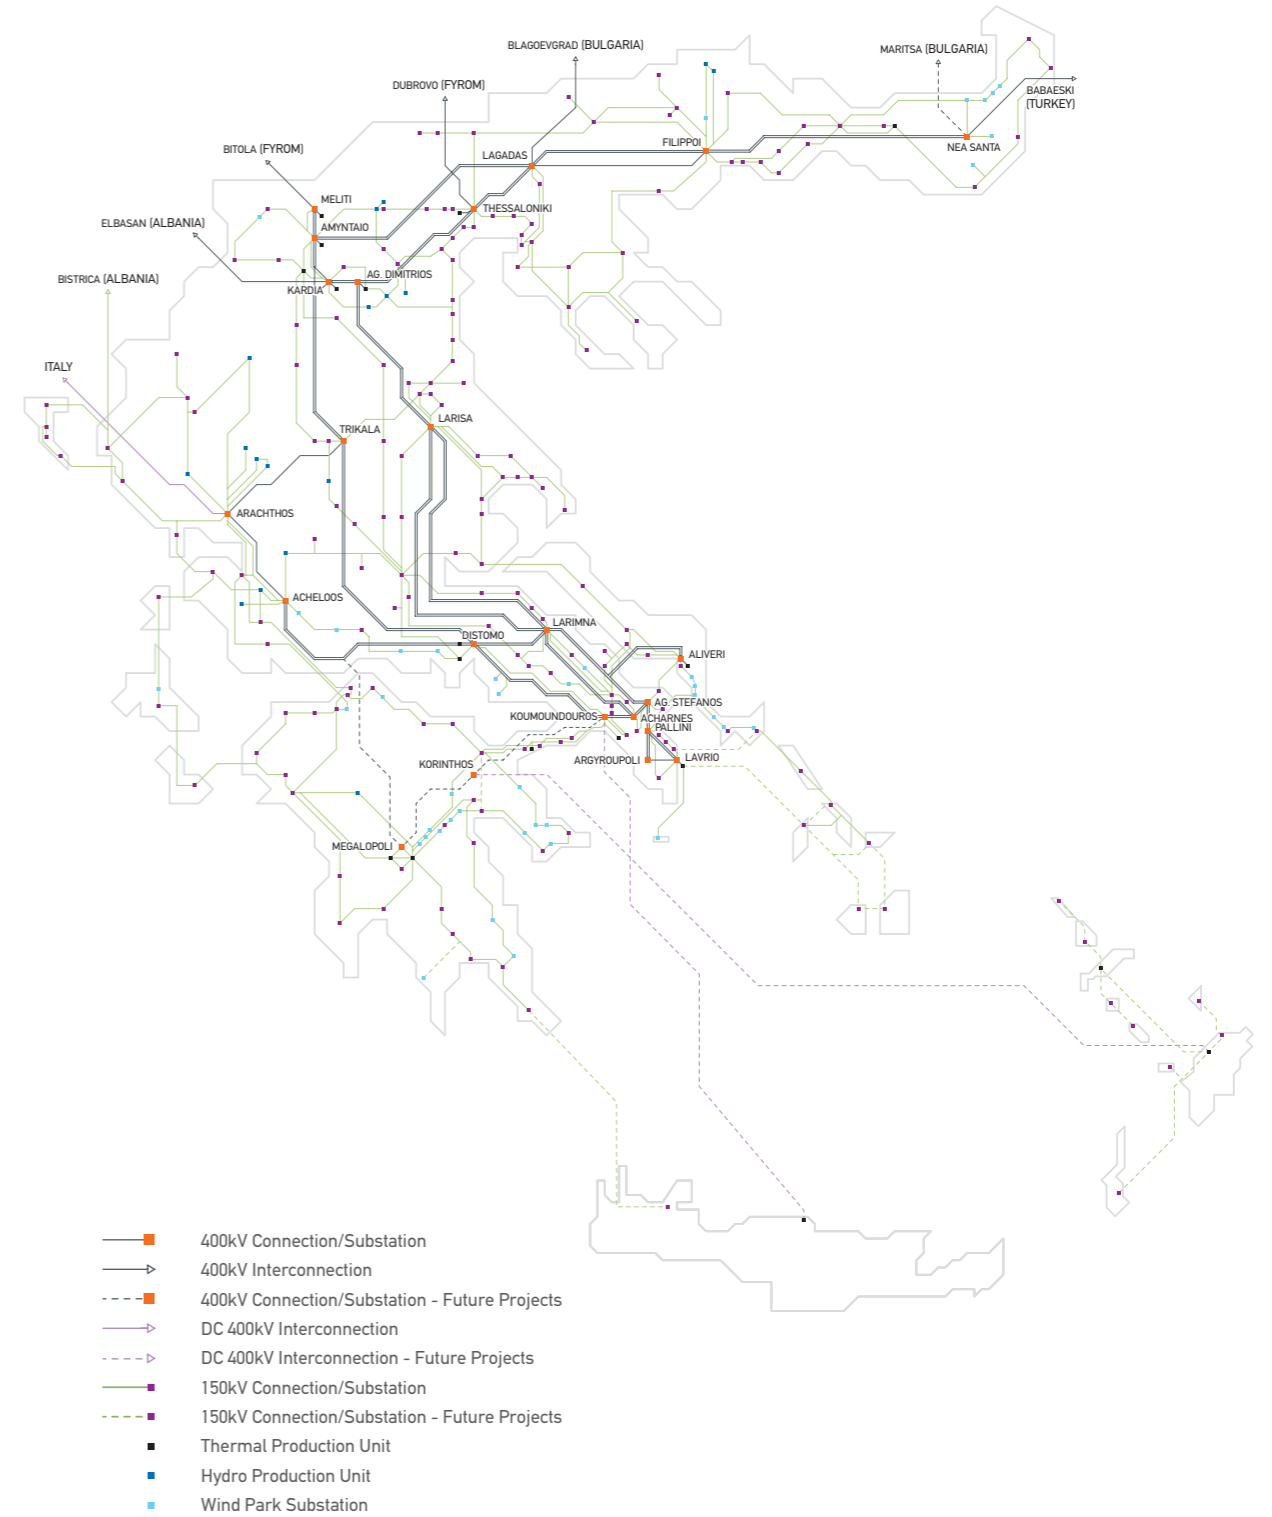 BLAGOEVGRAD (BULGARIA)
MARITSA (BULGARIA)
DUBROVO (FYROM)
BABAESKI
(TURKEY)
FILIPPOI
NEA SANTA
BITOLA (FYROM)
LAGADAS
MELITI
THESSALONIKI
ELBASAN (ALBANIA)
AMYNTAIO
BISTRICA (ALBANIA)
AG. DIMITRIOS
KARDIA
ITALY
LARISA
TRIKALA
ARACHTHOS
ACHELOOS
LARIMNA
DISTOMO
ALIVERI
AG. STEFANOS
KOUMOUNDOUROS
ACHARNES
PALLINI
ARGYROUPOLI
LAVRIO
KORINTHOS
MEGALOPOLI
400kV Connection/Substation
400kV Interconnection
400kV Connection/Substation - Future Projects
DC 400kV Interconnection
DC 400kV Interconnection - Future Projects
150kV Connection/Substation
150kV Connection/Substation - Future Projects
Thermal Production Unit
Hydro Production Unit
Wind Park Substation